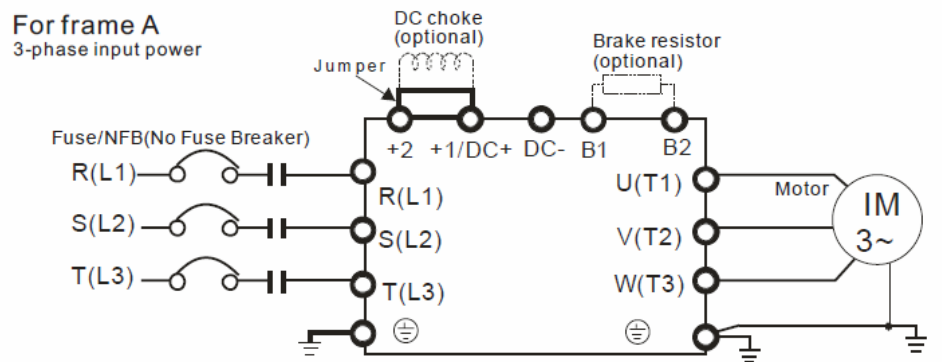 For frame A
3-phase input power
DC choke
(optional)
Jumper
Brake resistor
(optional)
Fuse/NFB(No Fuse Breaker)
+2 +1/DC+ DC- B1 B2
R(L1)
R(L1)
U(T1)
Motor
IM
3~
S(L2)
S(L2)
V(T2)
T(L3)
T(L3)
W(T3)